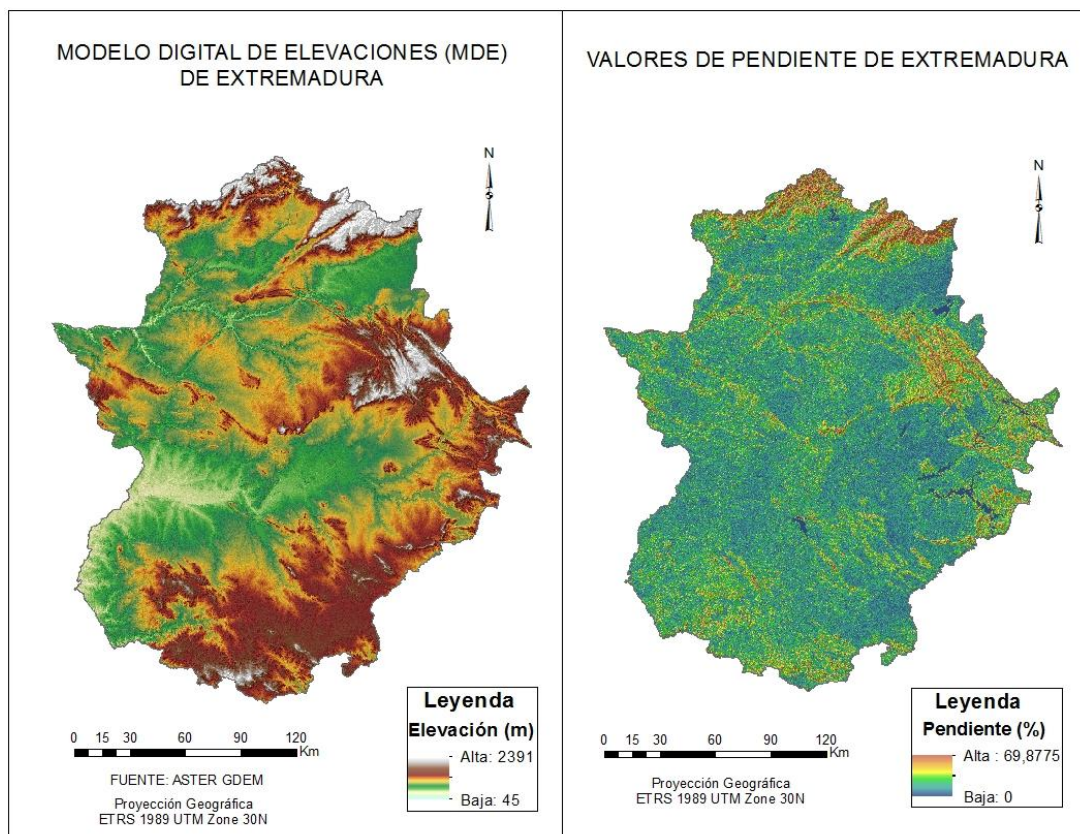 MODELO DIGITAL DE ELEVACIONES (MDE)
DE EXTREMADURA
N
0 15 30 60 90 120
Km
FUENTE: ASTER GDEM
Proyección Geográfica
ETRS 1989 UTM Zone 30N
Leyenda
Elevación (m)
Alta: 2391
Baja: 45
VALORES DE PENDIENTE DE EXTREMADURA
N
0 15 30 60 90 120
Km
Proyección Geográfica
ETRS 1989 UTM Zone 30N
Leyenda
Pendiente (%)
Alta : 69,8775
Baja: 0